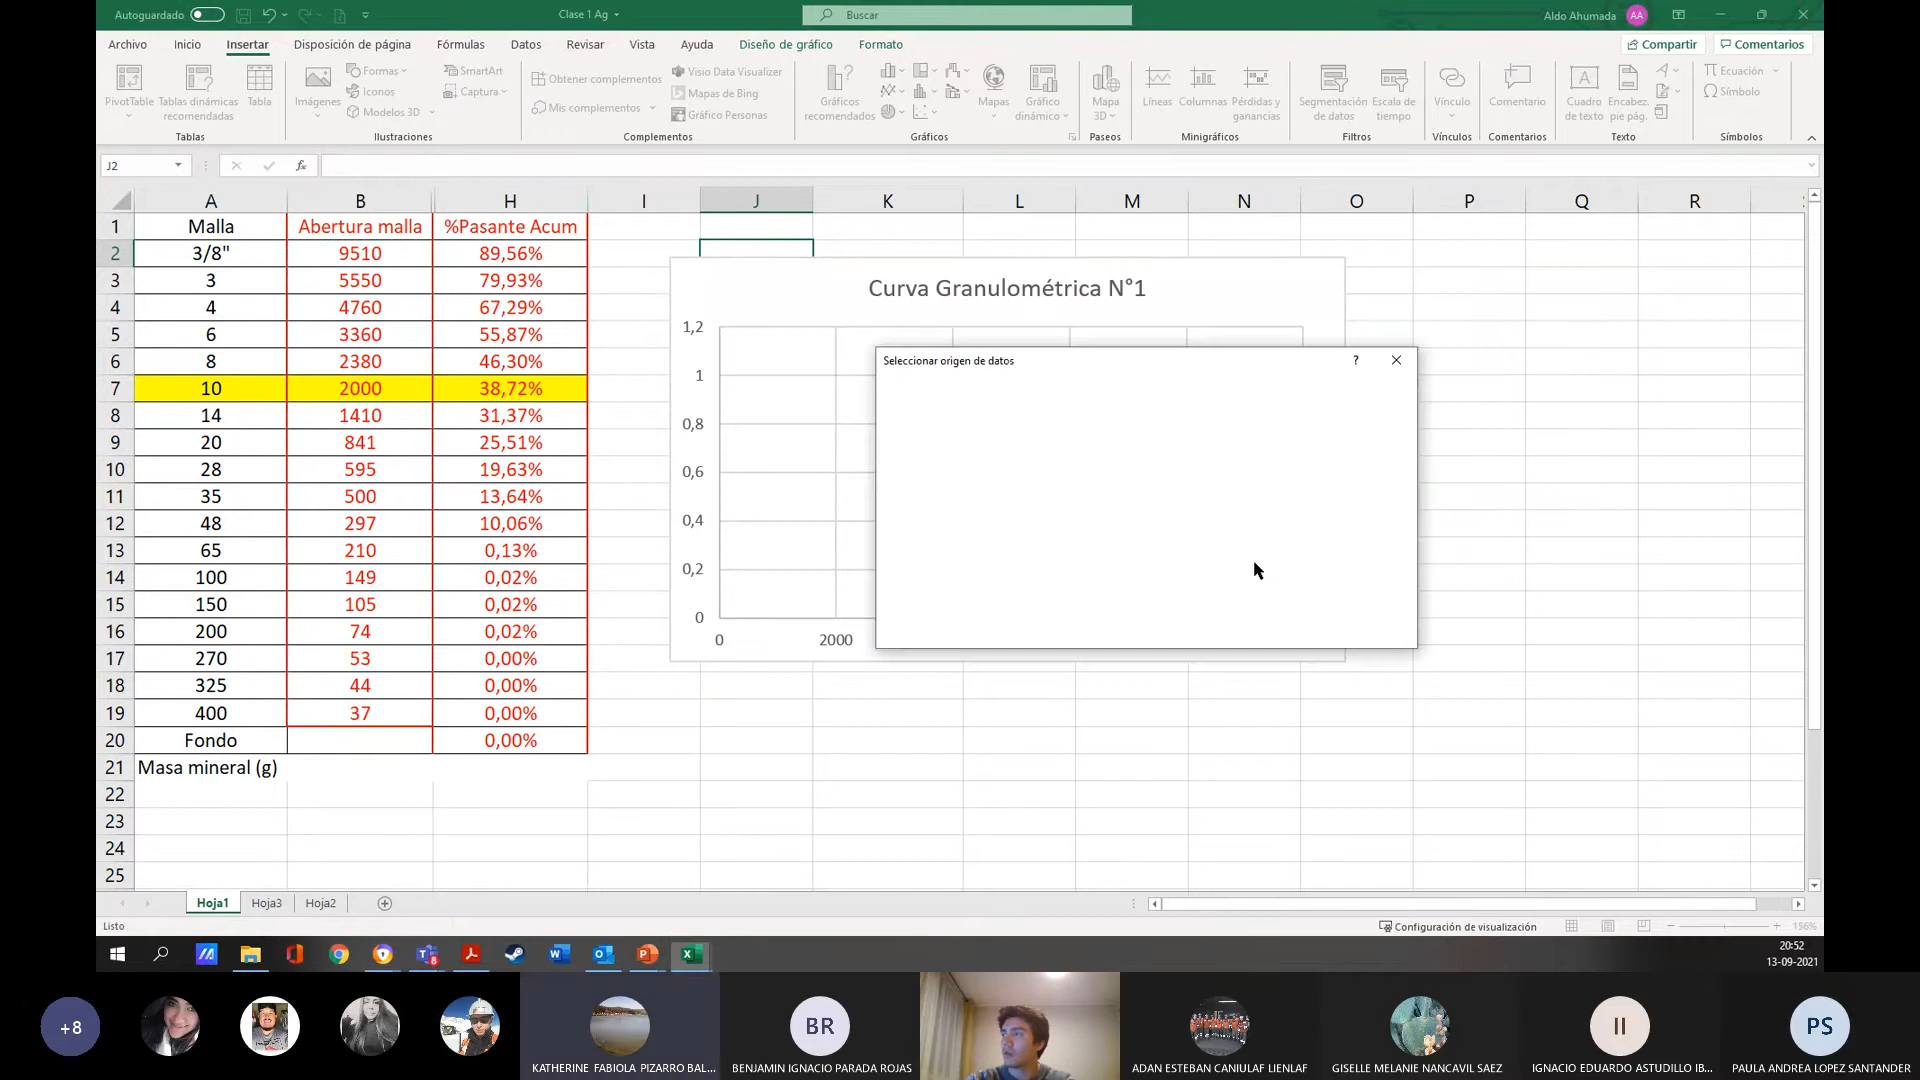 Autoguardado
Clase 1 Ag
Buscar
Aldo Ahumada
AA
Archivo Inicio Insertar Disposición de página Fórmulas Datos Revisar Vista Ayuda Diseño de gráfico Formato
Compartir
Comentarios
PivotTable
Tablas dinámicas recomendadas
Tabla
Tablas
Imágenes
Formas
Iconos
Modelos 3D
SmartArt
Captura
Ilustraciones
Obtener complementos
Mis complementos
Visio Data Visualizer
Mapas de Bing
Gráfico Personas
Complementos
Gráficos recomendados
Mapas
Gráfico dinámico
Gráficos
Mapa 3D
Paseos
Líneas
Columnas
Pérdidas y ganancias
Minigráficos
Segmentación de datos
Escala de tiempo
Filtros
Vínculo
Vínculos
Comentario
Comentarios
Cuadro de texto
Encabez. pie pág.
Texto
Ecuación
Símbolo
Símbolos
J2
fx
A B H I J K L M N O P Q R
1 Malla Abertura malla %Pasante Acum
2 3/8" 9510 89,56%
3 3 5550 79,93%
4 4 4760 67,29%
5 6 3360 55,87%
6 8 2380 46,30%
7 10 2000 38,72%
8 14 1410 31,37%
9 20 841 25,51%
10 28 595 19,63%
11 35 500 13,64%
12 48 297 10,06%
13 65 210 0,13%
14 100 149 0,02%
15 150 105 0,02%
16 200 74 0,02%
17 270 53 0,00%
18 325 44 0,00%
19 400 37 0,00%
20 Fondo 0,00%
21 Masa mineral (g)
22
23
24
25
Curva Granulométrica N°1
1,2
1
0,8
0,6
0,4
0,2
0
0 2000
Seleccionar origen de datos
?
Hoja1 Hoja3 Hoja2
Listo
Configuración de visualización
156%
20:52
13-09-2021
+8
KATHERINE FABIOLA PIZARRO BAL...
BR
BENJAMIN IGNACIO PARADA ROJAS
ADAN ESTEBAN CANIULAF LIENLAF
GISELLE MELANIE NANCAVIL SAEZ
II
IGNACIO EDUARDO ASTUDILLO IB...
PS
PAULA ANDREA LOPEZ SANTANDER